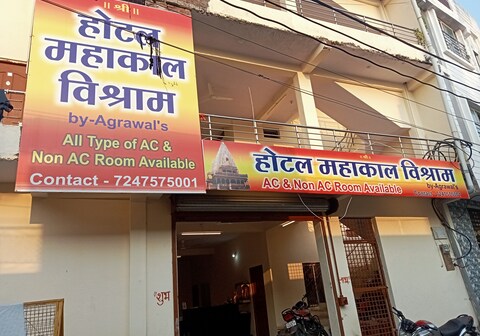 ॥ श्री ॥
होटल
महाकाल
विश्राम
by-Agrawal's
All Type of AC &
Non AC Room Available
Contact - 7247575001
होटल महाकाल विश्राम
by-Agrawal's
AC & Non AC Room Available
शुभ